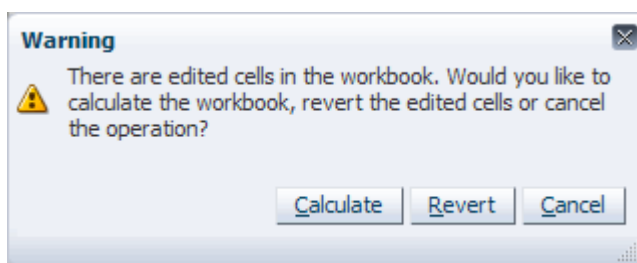 Warning
There are edited cells in the workbook. Would you like to
calculate the workbook, revert the edited cells or cancel
the operation?
Calculate Revert Cancel